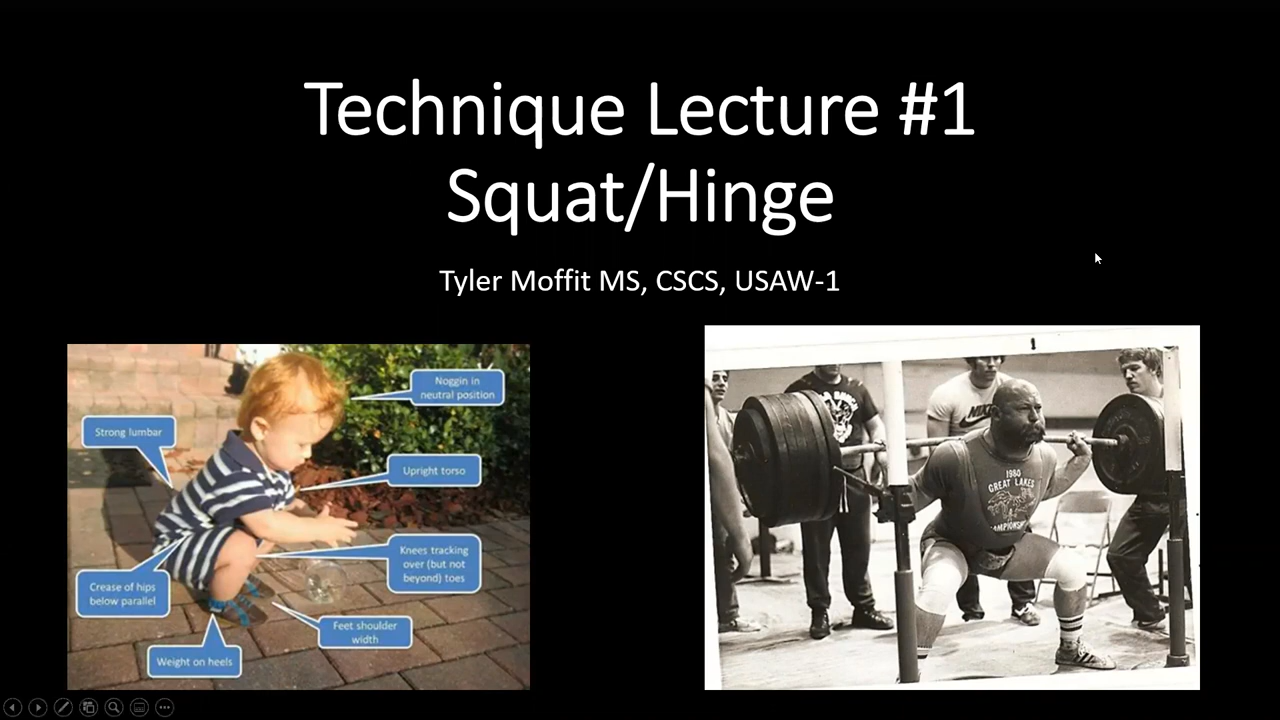 Technique Lecture #1
Squat/Hinge
Tyler Moffit MS, CSCS, USAW-1
Noggin in
neutral position
Strong lumbar
Upright torso
Knees tracking
over (but not
beyond) toes
Crease of hips
below parallel
Feet shoulder
width
Weight on heels
1980
GREAT LAKES